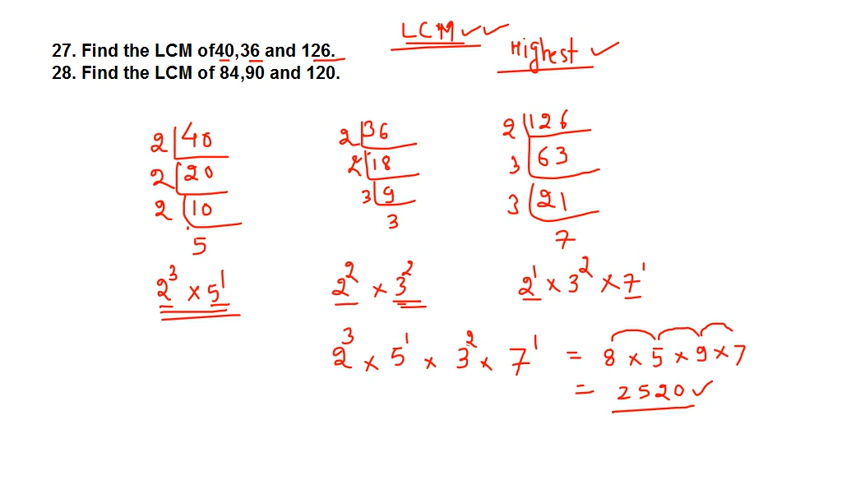 LCM
Highest
27. Find the LCM of40,36 and 126.
28. Find the LCM of 84,90 and 120.
2 | 40
2 | 20
2 | 10
5
2 | 36
2 | 18
3 | 9
3
2 | 126
3 | 63
3 | 21
7
2³ × 5¹
2² × 3²
2¹ × 3² × 7¹
2³ × 5¹ × 3² × 7¹ = 8 × 5 × 9 × 7
= 2520